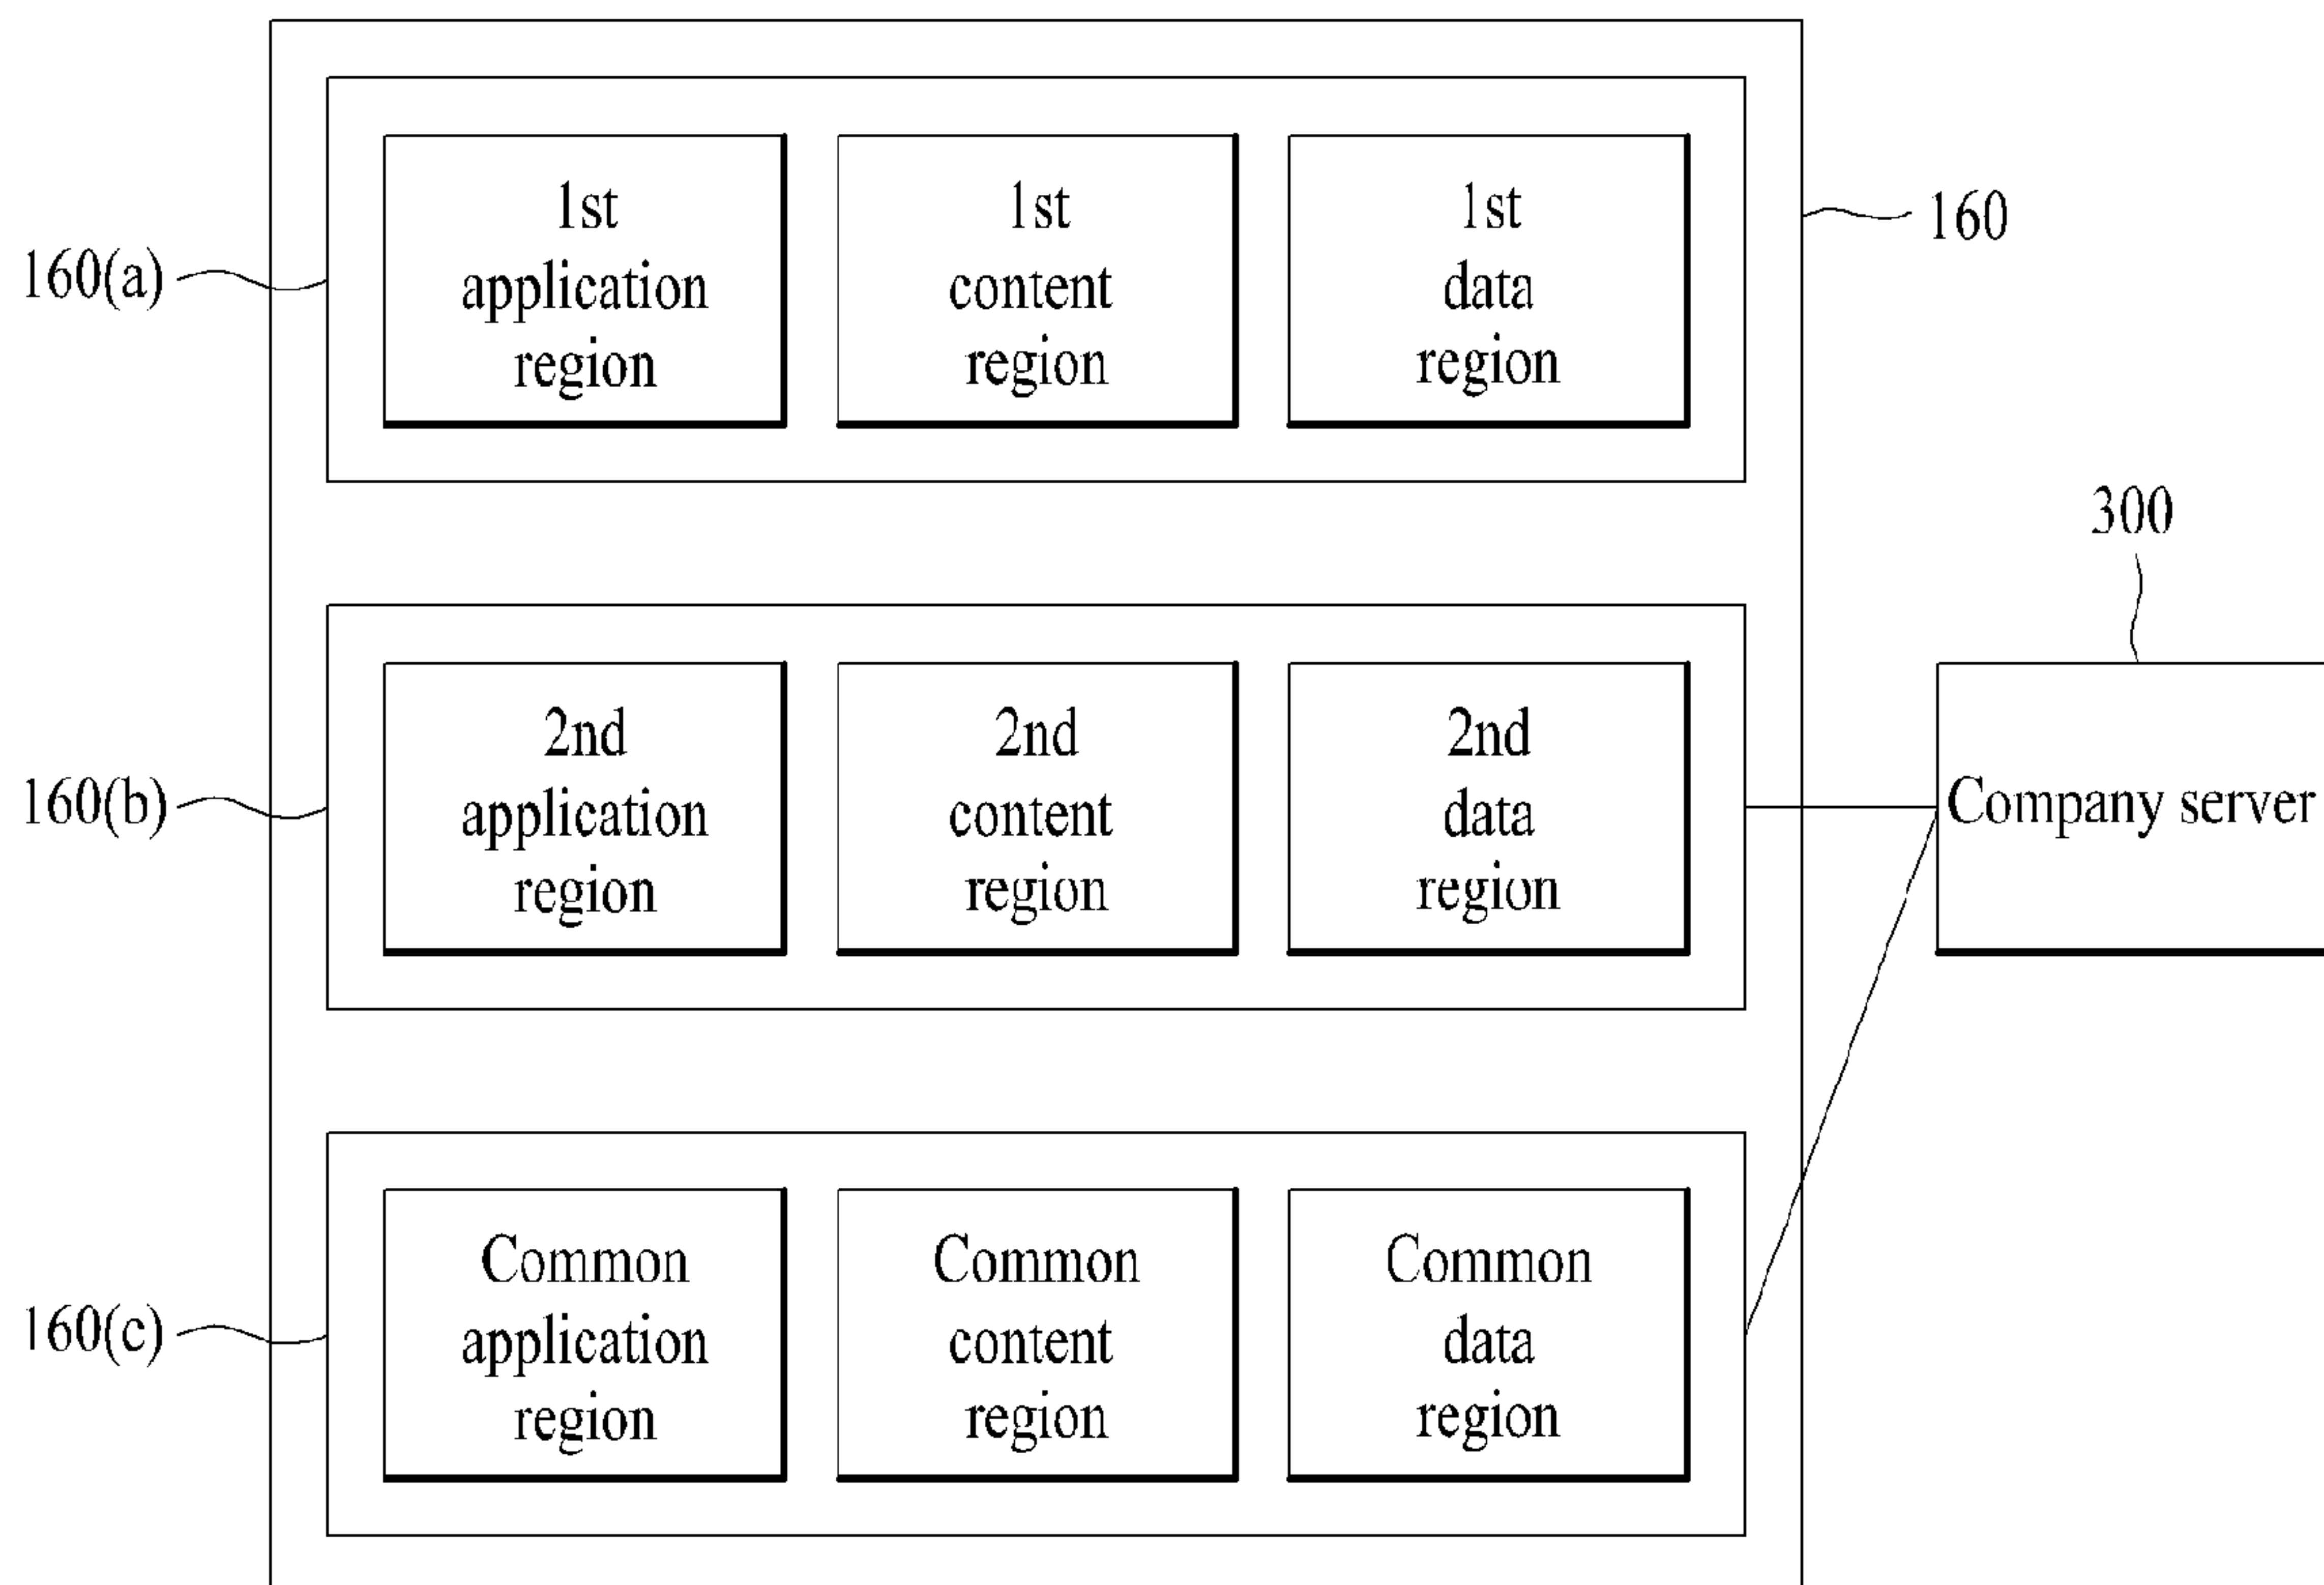 1st
application
region
1st
content
region
1st
data
region
160
160(a)
300
2nd
application
region
2nd
content
region
2nd
data
region
160(b)
Company server
Common
application
region
Common
content
region
Common
data
region
160(c)